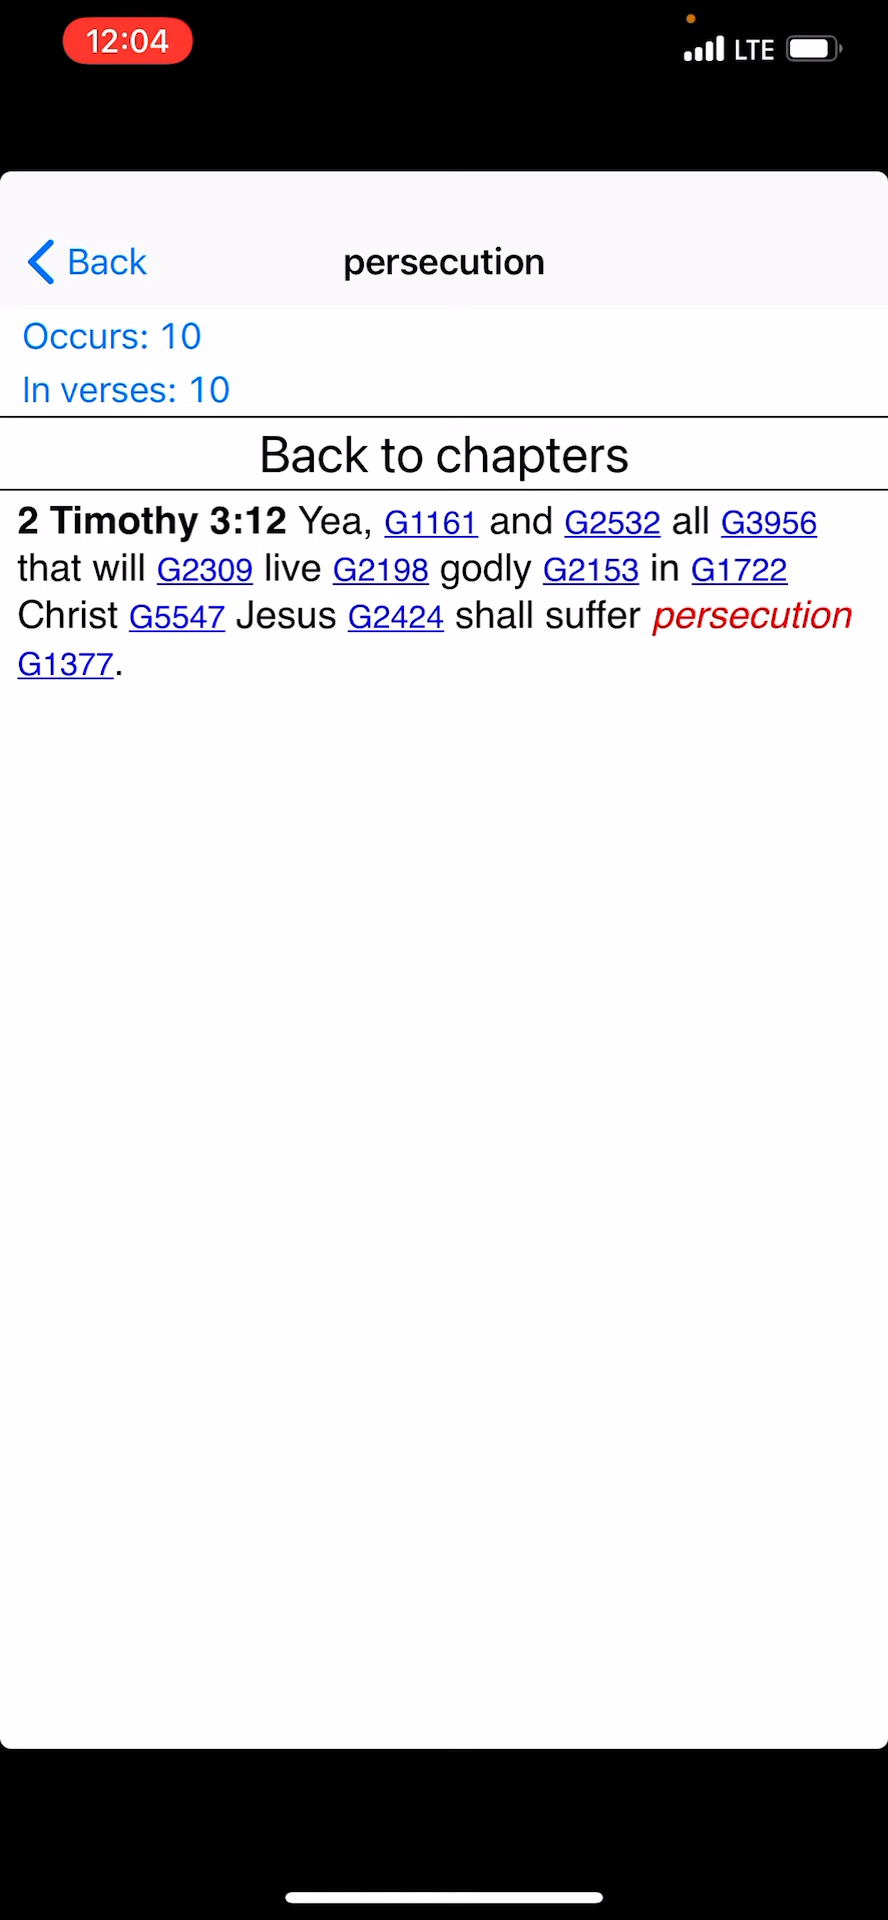 12:04 LTE
Back persecution
Occurs: 10
In verses: 10
Back to chapters
2 Timothy 3:12 Yea, G1161 and G2532 all G3956
that will G2309 live G2198 godly G2153 in G1722
Christ G5547 Jesus G2424 shall suffer persecution
G1377.